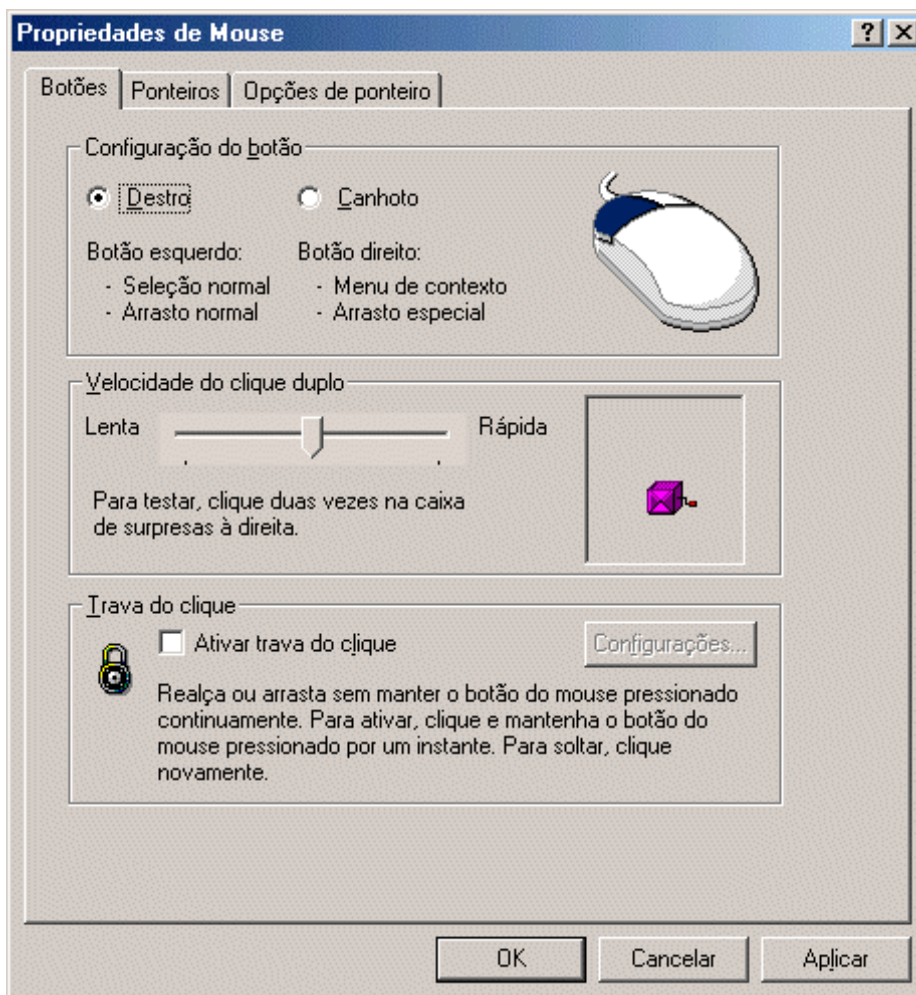 Propriedades de Mouse
Botões Ponteiros Opções de ponteiro
Configuração do botão
Destro Canhoto
Botão esquerdo: Botão direito:
- Seleção normal - Menu de contexto
- Arrasto normal - Arrasto especial
Velocidade do clique duplo
Lenta Rápida
Para testar, clique duas vezes na caixa
de surpresas à direita.
Trava do clique
Ativar trava do clique Configurações...
Realça ou arrasta sem manter o botão do mouse pressionado
continuamente. Para ativar, clique e mantenha o botão do
mouse pressionado por um instante. Para soltar, clique
novamente.
OK Cancelar Aplicar